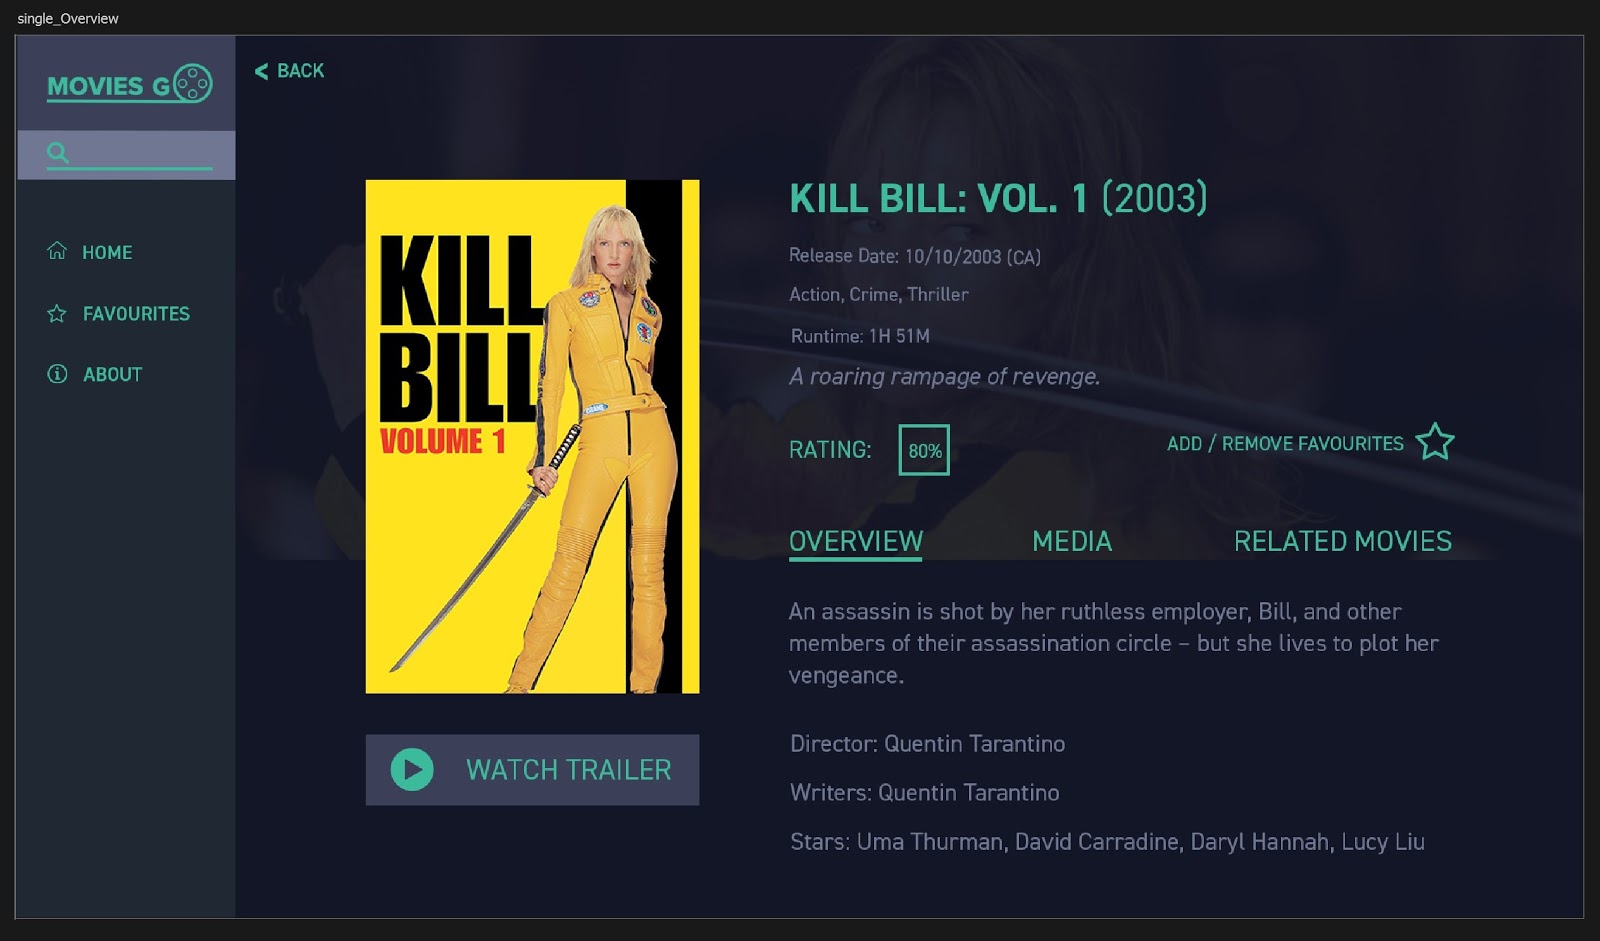 single_Overview
MOVIES GO
< BACK
HOME
FAVOURITES
ABOUT
KILL
BILL
VOLUME 1
WATCH TRAILER
KILL BILL: VOL. 1 (2003)
Release Date: 10/10/2003 (CA)
Action, Crime, Thriller
Runtime: 1H 51M
A roaring rampage of revenge.
RATING: 80%
ADD / REMOVE FAVOURITES
OVERVIEW MEDIA RELATED MOVIES
An assassin is shot by her ruthless employer, Bill, and other
members of their assassination circle – but she lives to plot her
vengeance.
Director: Quentin Tarantino
Writers: Quentin Tarantino
Stars: Uma Thurman, David Carradine, Daryl Hannah, Lucy Liu